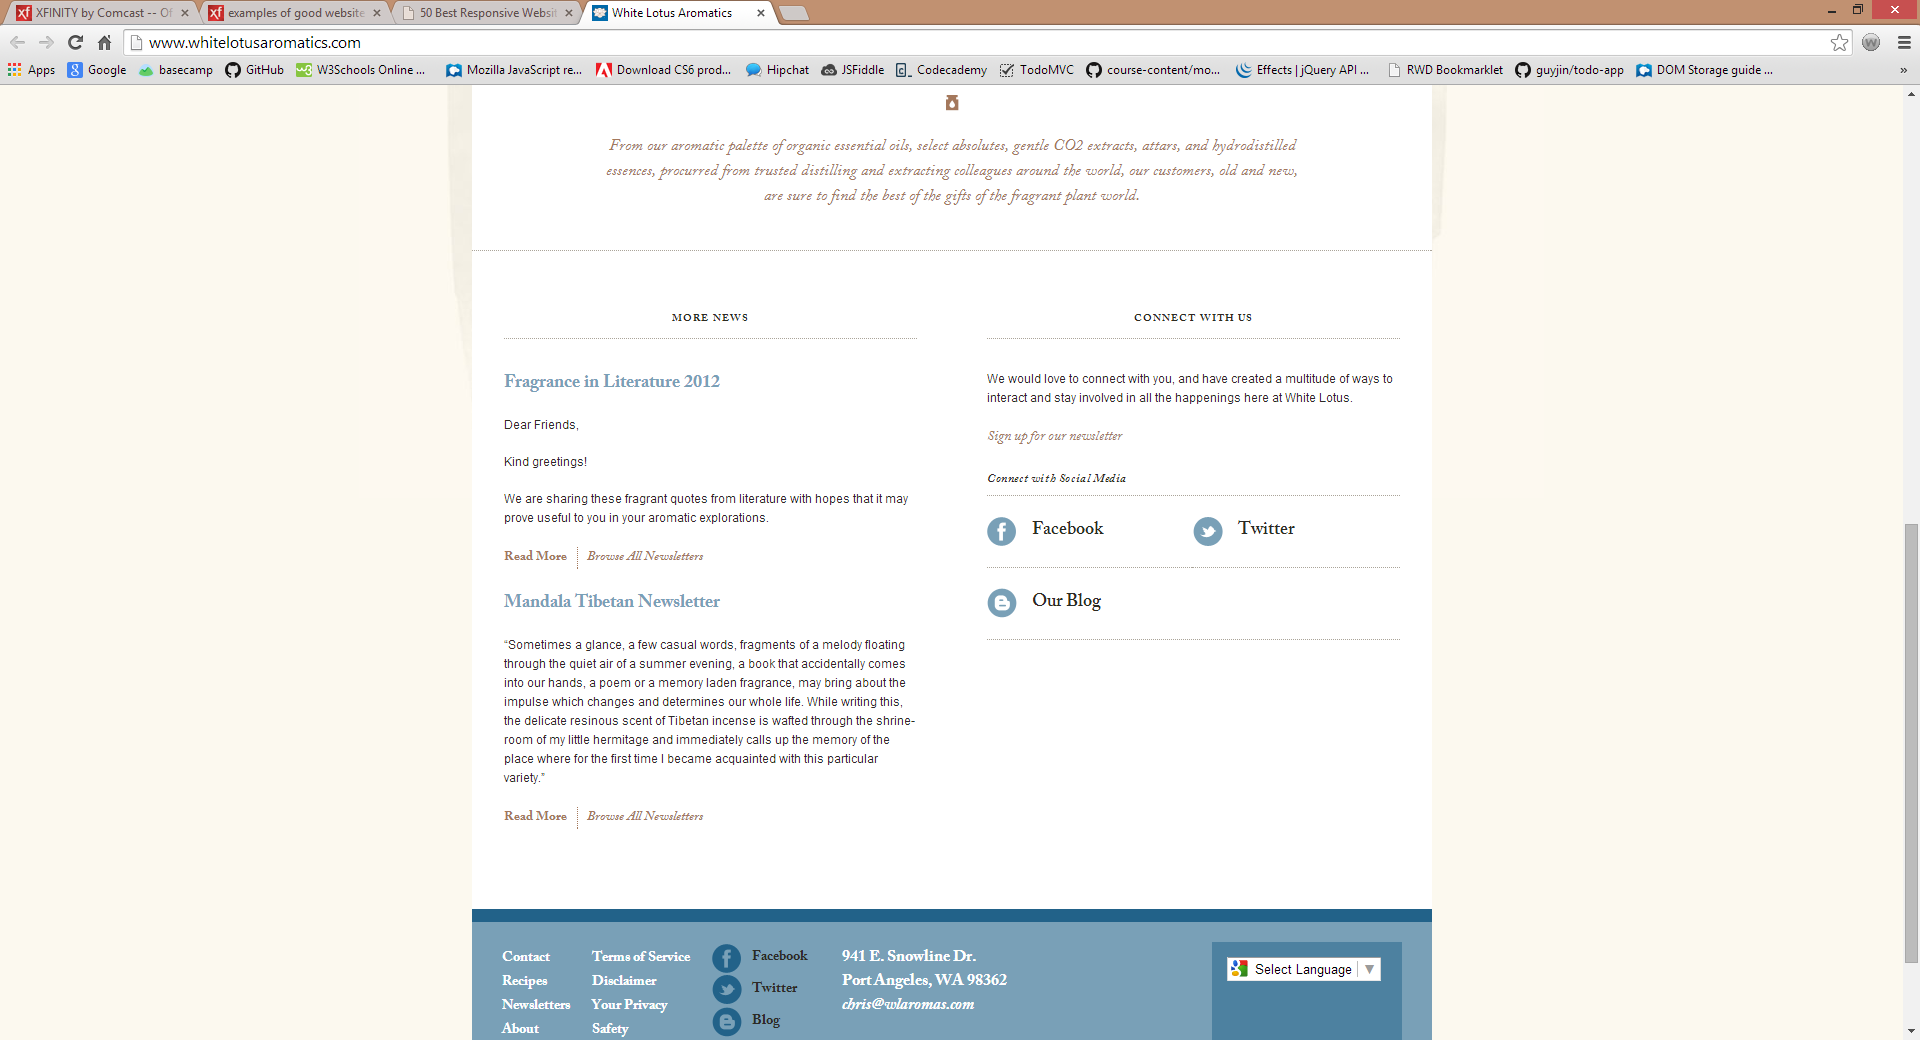 XFINITY by Comcast -- Of
examples of good website
50 Best Responsive Websit
White Lotus Aromatics
www.whitelotusaromatics.com
Apps
Google
basecamp
GitHub
W3Schools Online ...
Mozilla JavaScript re...
Download CS6 prod...
Hipchat
JSFiddle
Codecademy
TodoMVC
course-content/mo...
Effects | jQuery API ...
RWD Bookmarklet
guyjin/todo-app
DOM Storage guide ...
»
From our aromatic palette of organic essential oils, select absolutes, gentle CO2 extracts, attars, and hydrodistilled
essences, procurred from trusted distilling and extracting colleagues around the world, our customers, old and new,
are sure to find the best of the gifts of the fragrant plant world.
MORE NEWS
Fragrance in Literature 2012
Dear Friends,
Kind greetings!
We are sharing these fragrant quotes from literature with hopes that it may
prove useful to you in your aromatic explorations.
Read More
Browse All Newsletters
Mandala Tibetan Newsletter
“Sometimes a glance, a few casual words, fragments of a melody floating
through the quiet air of a summer evening, a book that accidentally comes
into our hands, a poem or a memory laden fragrance, may bring about the
impulse which changes and determines our whole life. While writing this,
the delicate resinous scent of Tibetan incense is wafted through the shrine-
room of my little hermitage and immediately calls up the memory of the
place where for the first time I became acquainted with this particular
variety.”
Read More
Browse All Newsletters
CONNECT WITH US
We would love to connect with you, and have created a multitude of ways to
interact and stay involved in all the happenings here at White Lotus.
Sign up for our newsletter
Connect with Social Media
Facebook
Twitter
Our Blog
Contact
Recipes
Newsletters
About
Terms of Service
Disclaimer
Your Privacy
Safety
Facebook
Twitter
Blog
941 E. Snowline Dr.
Port Angeles, WA 98362
chris@wlaromas.com
Select Language